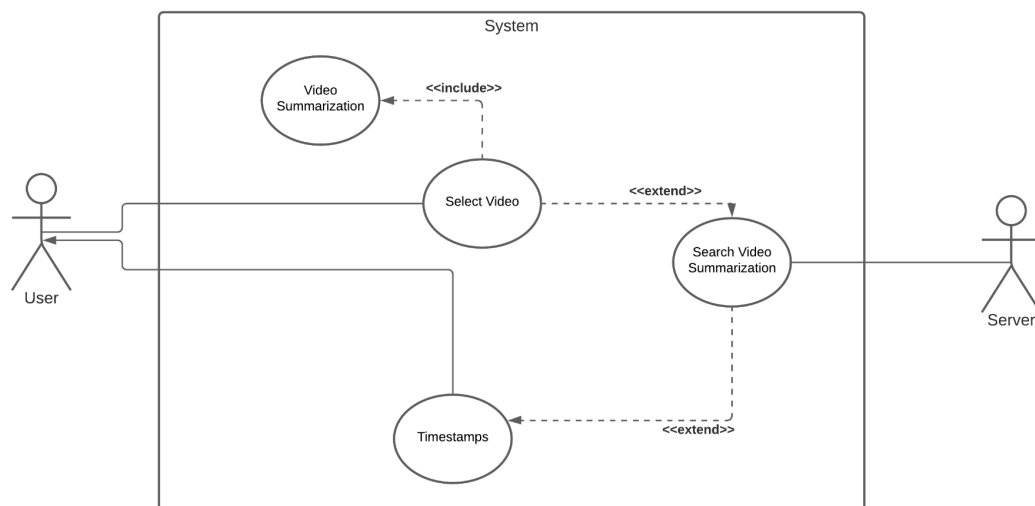 System
Video
Summarization
<<include>>
Select Video
<<extend>>
Search Video
Summarization
User
Server
Timestamps
<<extend>>